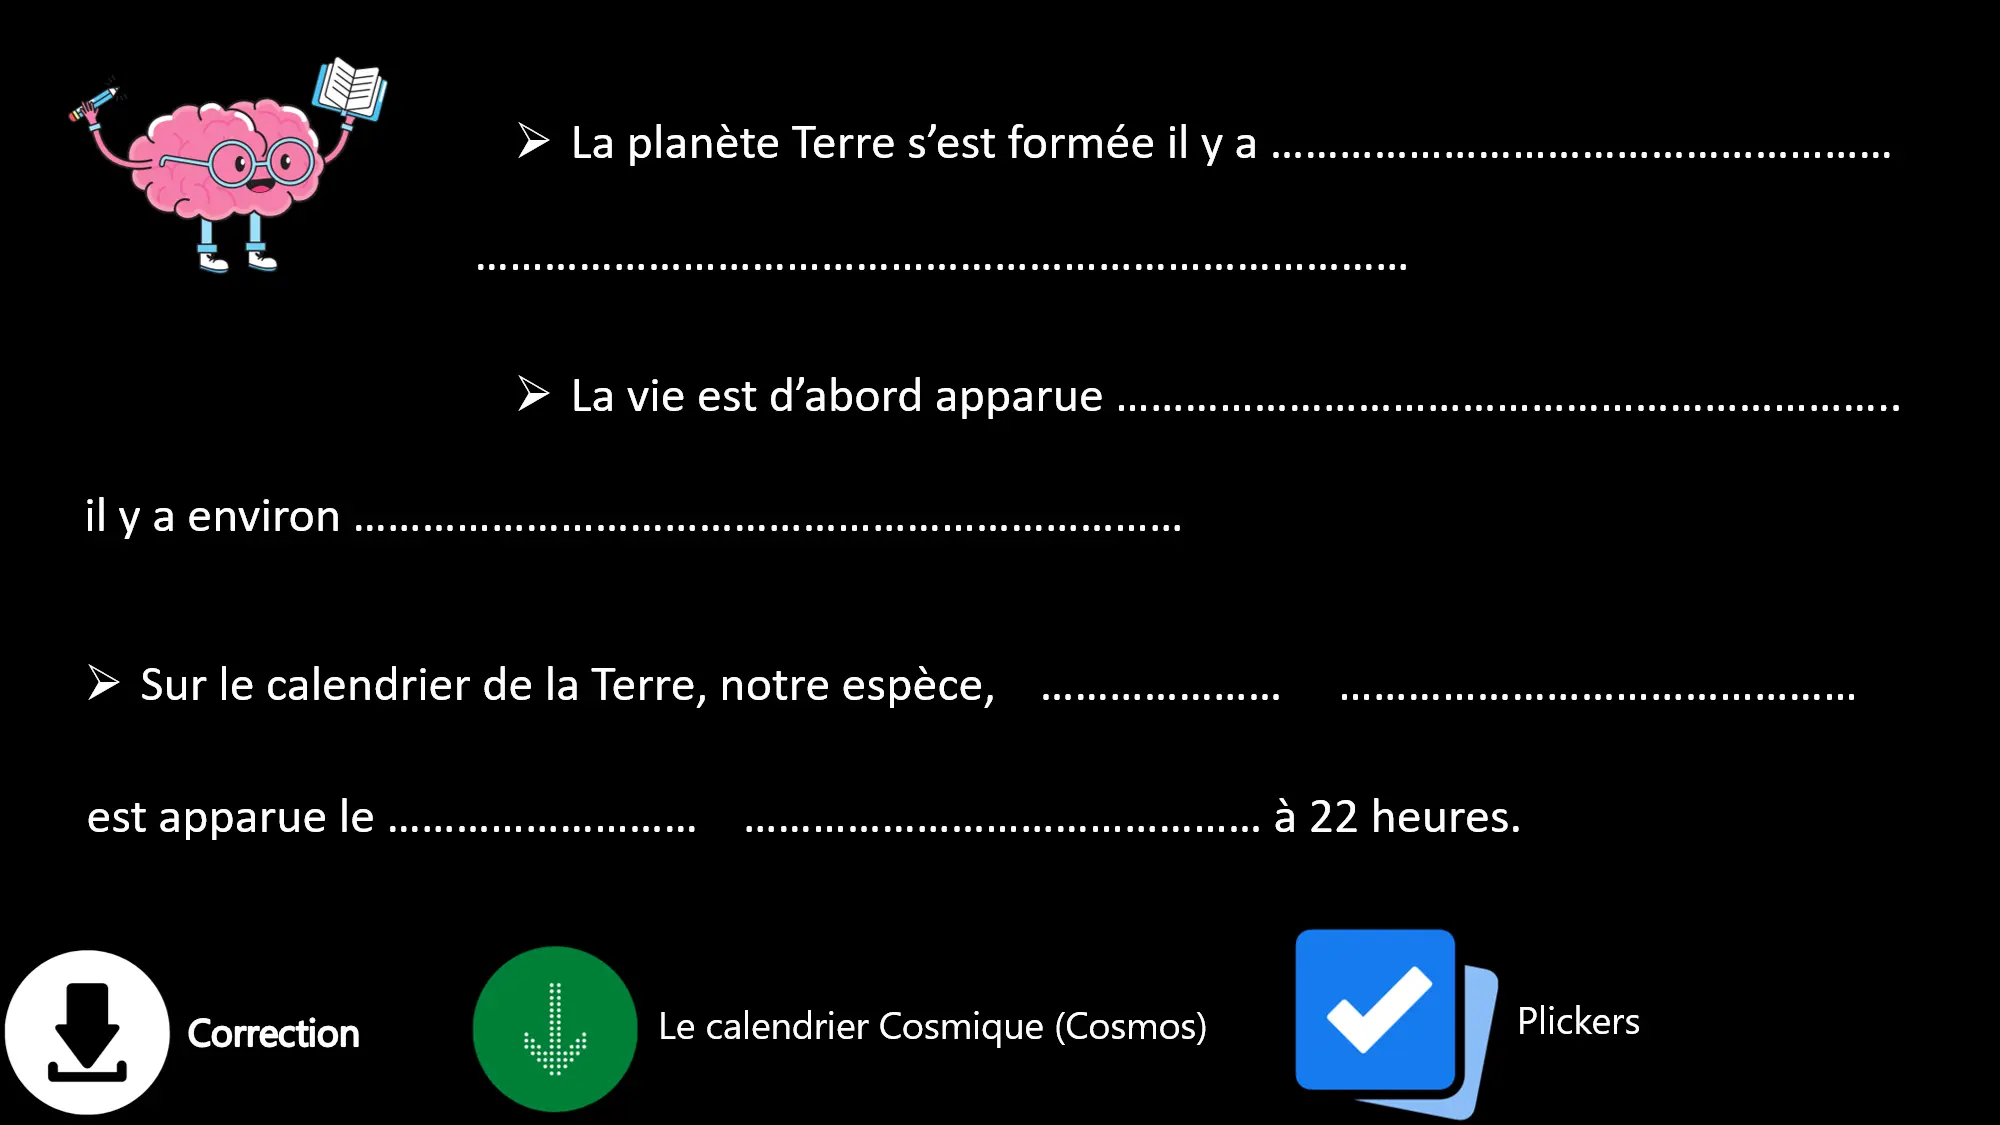 ➢ La planète Terre s’est formée il y a ………………………………………………
………………………………………………………………………
➢ La vie est d’abord apparue …………………………………………………………..
il y a environ ………………………………………………………………
➢ Sur le calendrier de la Terre, notre espèce, ………………… ………………………………………
est apparue le ……………………… ……………………………………… à 22 heures.
Correction
Le calendrier Cosmique (Cosmos)
Plickers